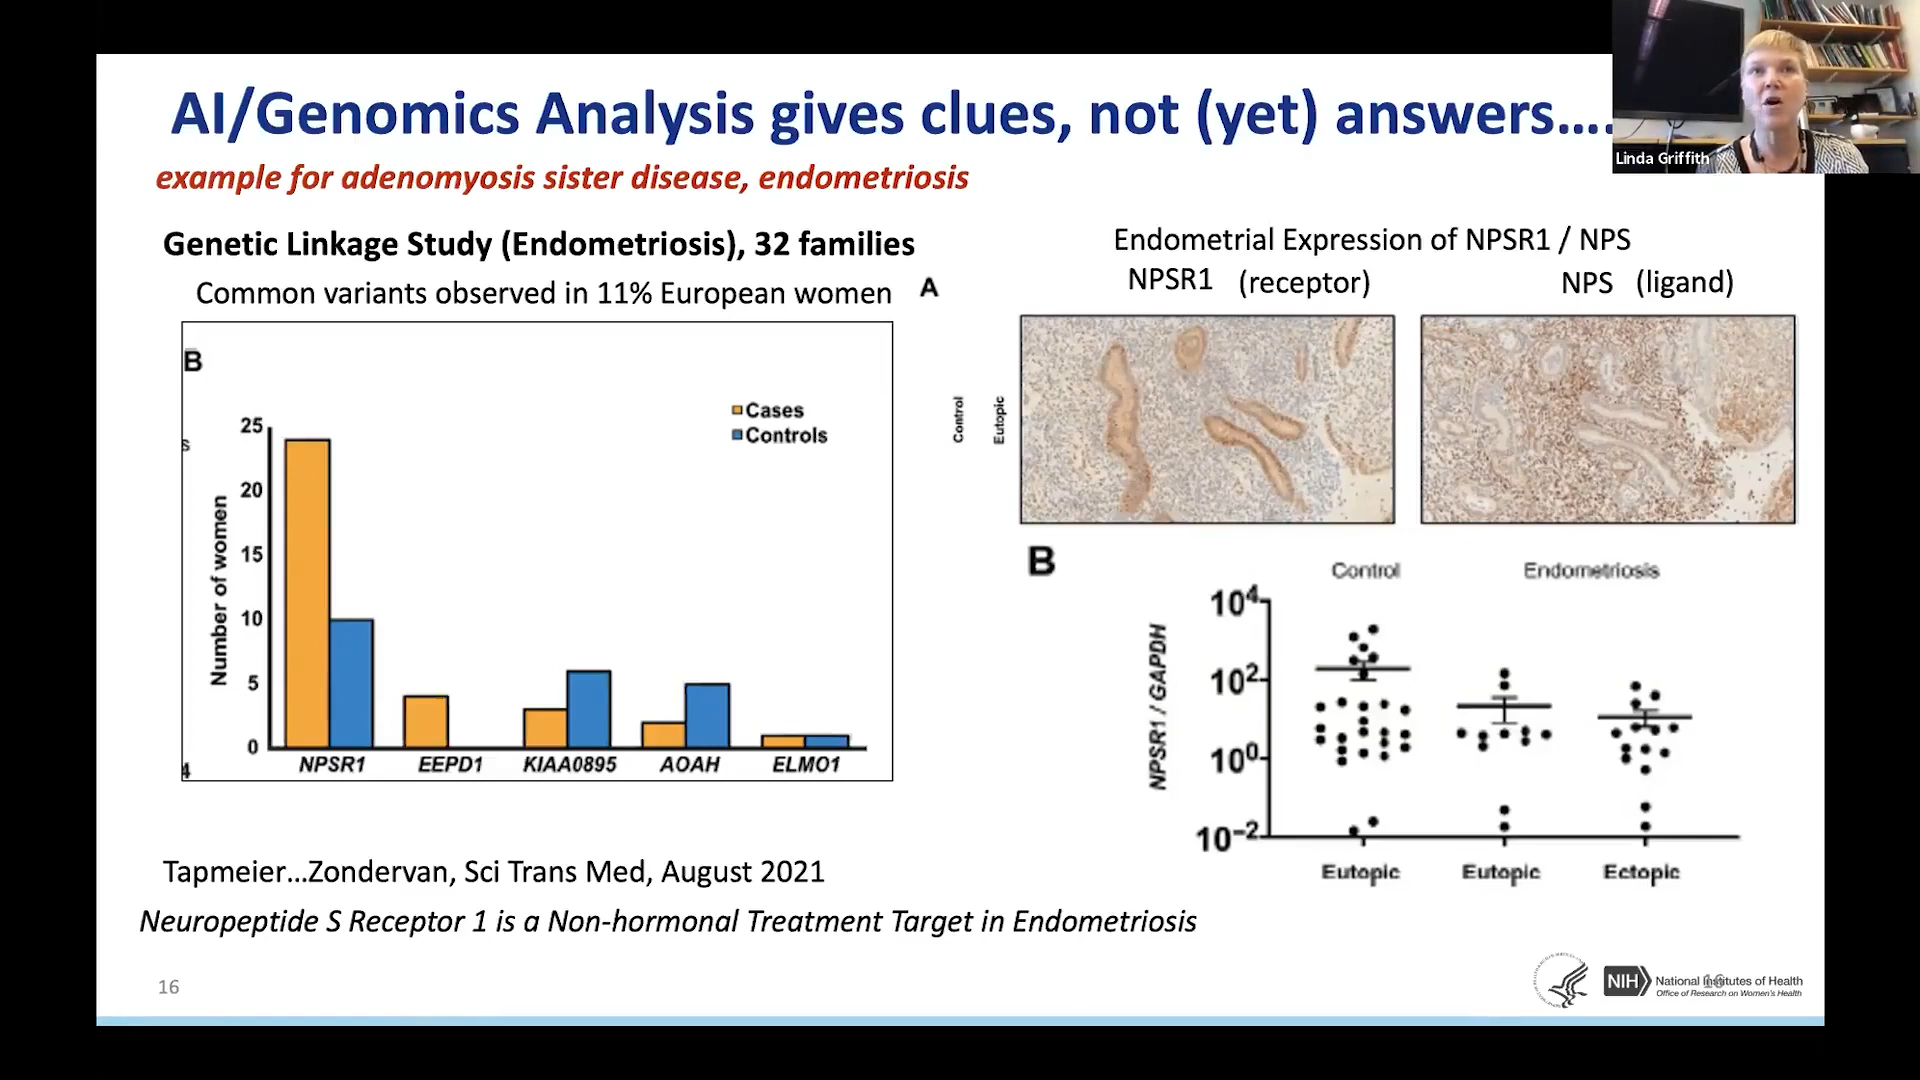 AI/Genomics Analysis gives clues, not (yet) answers....
Linda Griffith
example for adenomyosis sister disease, endometriosis
Genetic Linkage Study (Endometriosis), 32 families
Common variants observed in 11% European women
B
s
4
Cases
Controls
Number of women
25
20
15
10
5
0
NPSR1
EEPD1
KIAA0895
AOAH
ELMO1
Endometrial Expression of NPSR1 / NPS
NPSR1 (receptor)
NPS (ligand)
A
Control
Eutopic
B
Control
Endometriosis
NPSR1 / GAPDH
10⁴
10²
10⁰
10⁻²
Eutopic
Eutopic
Ectopic
Tapmeier...Zondervan, Sci Trans Med, August 2021
Neuropeptide S Receptor 1 is a Non-hormonal Treatment Target in Endometriosis
16
NIH
National Institutes of Health
Office of Research on Women's Health
16